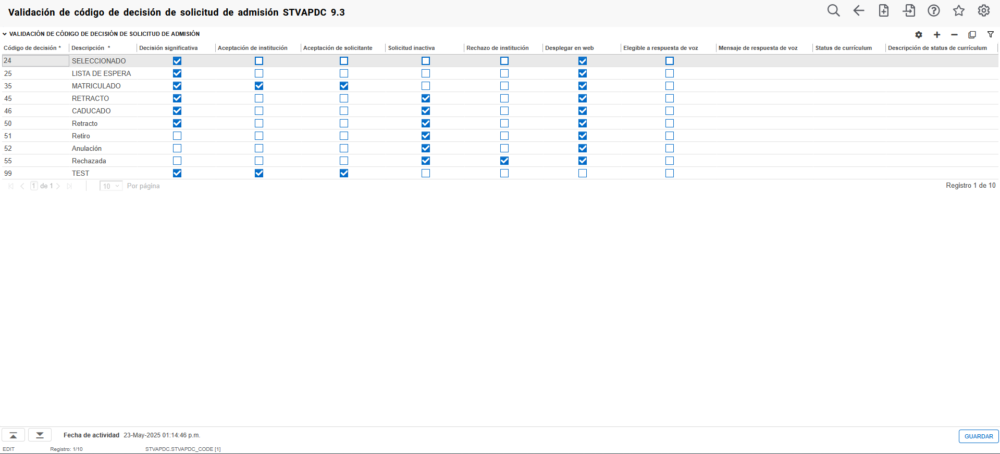 Validación de código de decisión de solicitud de admisión STVAPDC 9.3
VALIDACIÓN DE CÓDIGO DE DECISIÓN DE SOLICITUD DE ADMISIÓN
Código de decisión * Descripción * Decisión significativa Aceptación de institución Aceptación de solicitante Solicitud inactiva Rechazo de institución Desplegar en web Elegible a respuesta de voz Mensaje de respuesta de voz Status de currículum Descripción de status de currículum
24 SELECCIONADO
25 LISTA DE ESPERA
35 MATRICULADO
45 RETRACTO
46 CADUCADO
50 Retracto
51 Retiro
52 Anulación
55 Rechazada
99 TEST
1 de 1 10 Por página Registro 1 de 10
Fecha de actividad 23-May-2025 01:14:46 p.m. GUARDAR
EDIT Registro: 1/10 STVAPDC.STVAPDC_CODE [1]